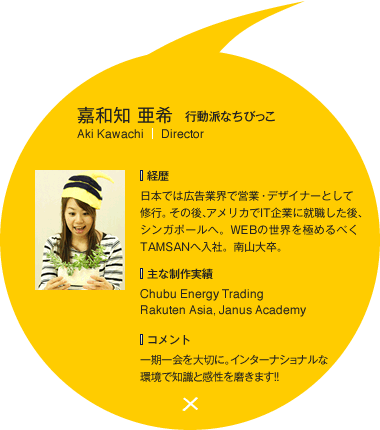 嘉和知 亜希 行動派なちびっこ
Aki Kawachi | Director
経歴
日本では広告業界で営業・デザイナーとして
修行。その後、アメリカでIT企業に就職した後、
シンガポールへ。WEBの世界を極めるべく
TAMSANへ入社。南山大卒。
主な制作実績
Chubu Energy Trading
Rakuten Asia, Janus Academy
コメント
一期一会を大切に。インターナショナルな
環境で知識と感性を磨きます!!